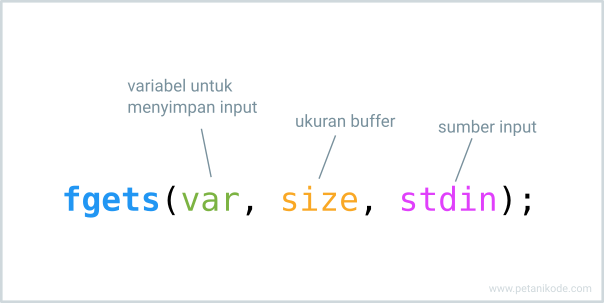 variabel untuk
menyimpan input
ukuran buffer
sumber input
fgets(var, size, stdin);
www.petanikode.com